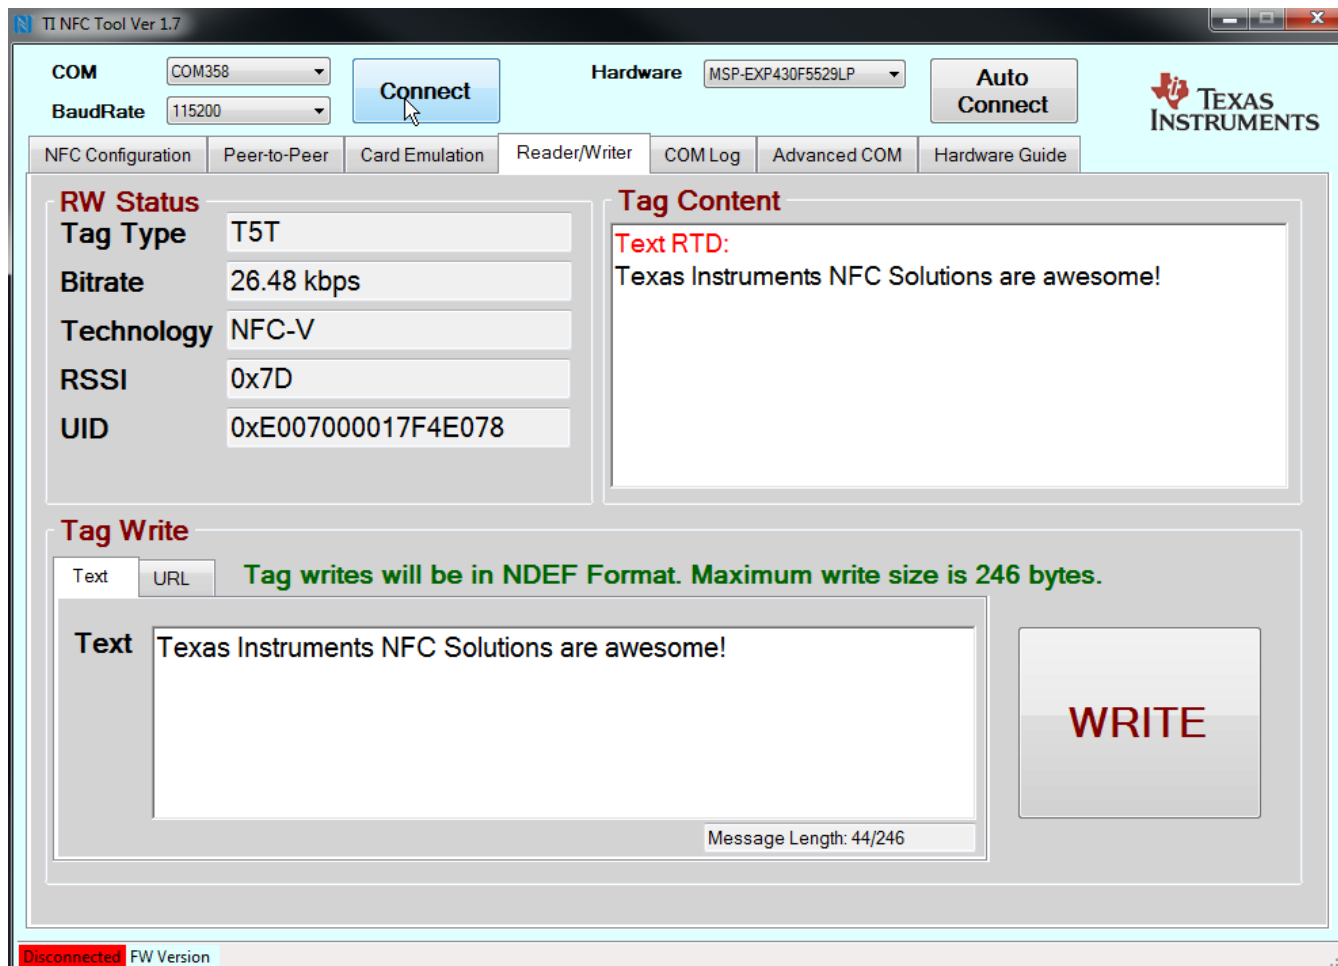 TI NFC Tool Ver 1.7
COM COM358 Connect Hardware MSP-EXP430F5529LP Auto Connect
BaudRate 115200
TEXAS INSTRUMENTS
NFC Configuration Peer-to-Peer Card Emulation Reader/Writer COM Log Advanced COM Hardware Guide
RW Status
Tag Type T5T
Bitrate 26.48 kbps
Technology NFC-V
RSSI 0x7D
UID 0xE007000017F4E078
Tag Content
Text RTD:
Texas Instruments NFC Solutions are awesome!
Tag Write
Text URL Tag writes will be in NDEF Format. Maximum write size is 246 bytes.
Text Texas Instruments NFC Solutions are awesome!
WRITE
Message Length: 44/246
Disconnected FW Version